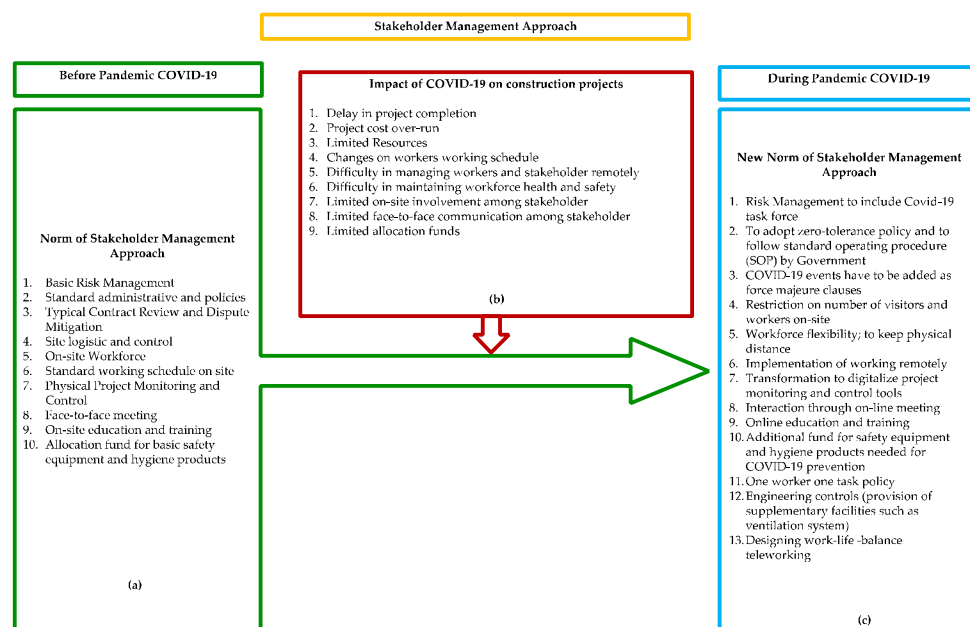 Stakeholder Management Approach
Before Pandemic COVID-19
Norm of Stakeholder Management
Approach
1. Basic Risk Management
2. Standard administrative and policies
3. Typical Contract Review and Dispute
Mitigation
4. Site logistic and control
5. On-site Workforce
6. Standard working schedule on site
7. Physical Project Monitoring and
Control
8. Face-to-face meeting
9. On-site education and training
10. Allocation fund for basic safety
equipment and hygiene products
(a)
Impact of COVID-19 on construction projects
1. Delay in project completion
2. Project cost over-run
3. Limited Resources
4. Changes on workers working schedule
5. Difficulty in managing workers and stakeholder remotely
6. Difficulty in maintaining workforce health and safety
7. Limited on-site involvement among stakeholder
8. Limited face-to-face communication among stakeholder
9. Limited allocation funds
(b)
During Pandemic COVID-19
New Norm of Stakeholder Management
Approach
1. Risk Management to include Covid-19
task force
2. To adopt zero-tolerance policy and to
follow standard operating procedure
(SOP) by Government
3. COVID-19 events have to be added as
force majeure clauses
4. Restriction on number of visitors and
workers on-site
5. Workforce flexibility; to keep physical
distance
6. Implementation of working remotely
7. Transformation to digitalize project
monitoring and control tools
8. Interaction through on-line meeting
9. Online education and training
10. Additional fund for safety equipment
and hygiene products needed for
COVID-19 prevention
11. One worker one task policy
12. Engineering controls (provision of
supplementary facilities such as
ventilation system)
13. Designing work-life -balance
teleworking
(c)